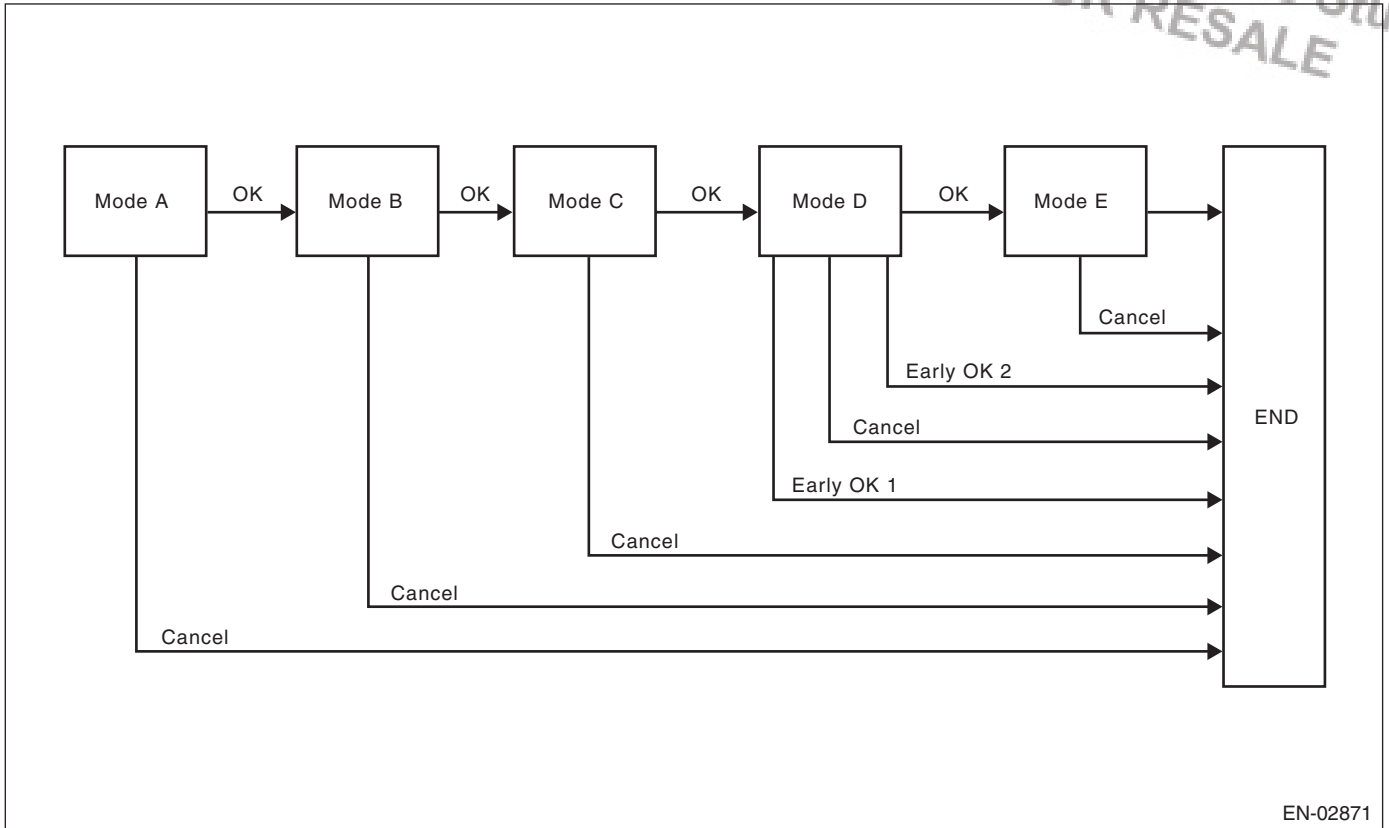 RESALE
Mode A
OK
Mode B
OK
Mode C
OK
Mode D
OK
Mode E
Cancel
Early OK 2
Cancel
END
Early OK 1
Cancel
Cancel
Cancel
EN-02871